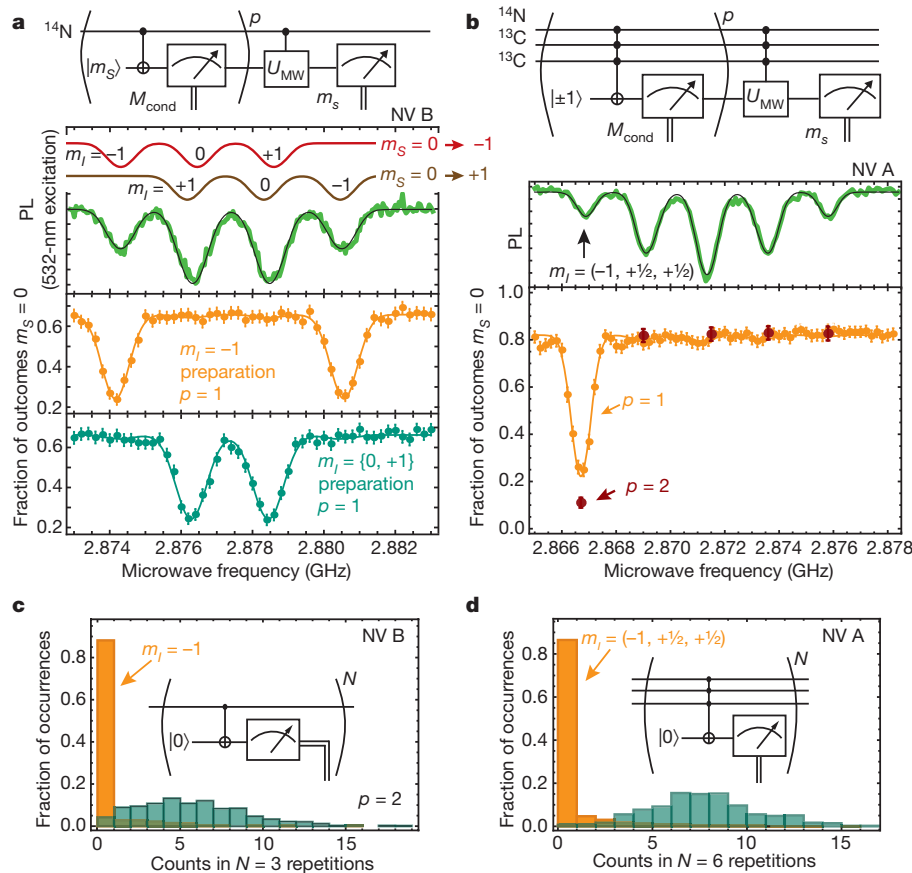 a
p
¹⁴N
|mS⟩
Mcond
UMW
ms
NV B
mI = −1 0 +1 mS = 0 → −1
mI = +1 0 −1 mS = 0 → +1
PL
(532-nm excitation)
Fraction of outcomes mS = 0
0.6
0.4
0.2
mI = −1
preparation
p = 1
0.6
0.4
0.2
mI = {0, +1}
preparation
p = 1
2.874 2.876 2.878 2.880 2.882
Microwave frequency (GHz)
b
p
¹⁴N
¹³C
¹³C
|±1⟩
Mcond
UMW
ms
NV A
PL
mI = (−1, +½, +½)
Fraction of outcomes mS = 0
0.8
0.6
0.4
0.2
0.0
p = 1
p = 2
2.866 2.868 2.870 2.872 2.874 2.876 2.878
Microwave frequency (GHz)
c
NV B
mI = −1
N
|0⟩
p = 2
Fraction of occurrences
0.8
0.6
0.4
0.2
0.0
0 5 10 15
Counts in N = 3 repetitions
d
NV A
mI = (−1, +½, +½)
N
|0⟩
Fraction of occurrences
0.8
0.6
0.4
0.2
0.0
0 5 10 15
Counts in N = 6 repetitions